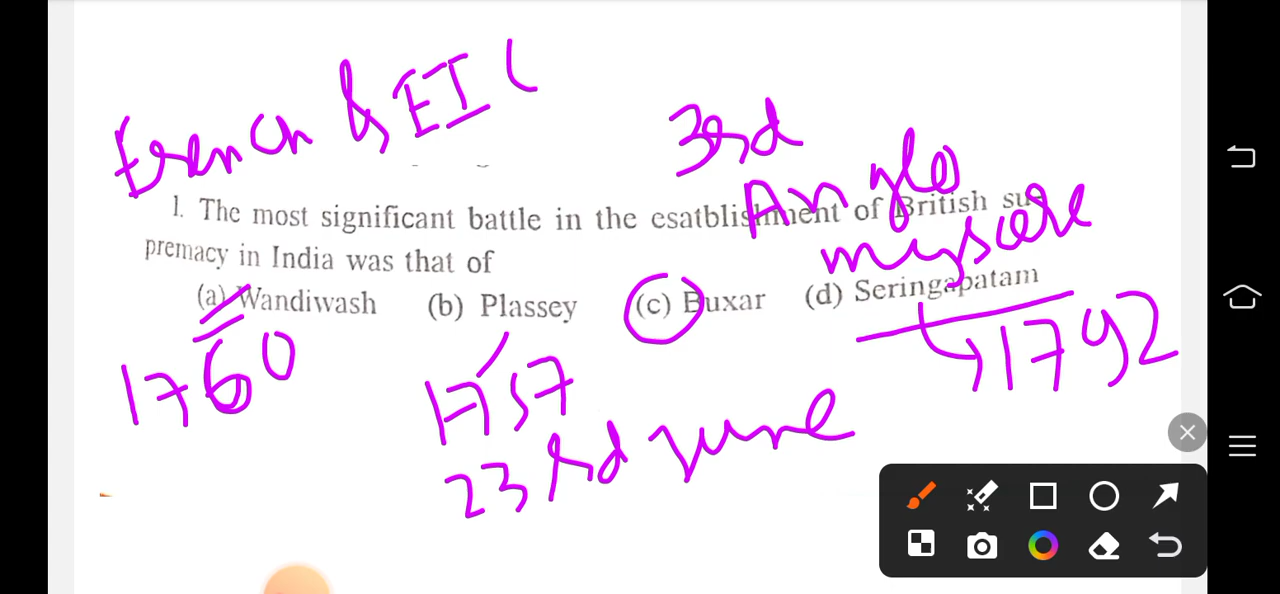 French & EIC
3rd
Anglo
mysore
1. The most significant battle in the esatblishment of British su-
premacy in India was that of
(a) Wandiwash (b) Plassey (c) Buxar (d) Seringapatam
1760
1757
1792
23rd June